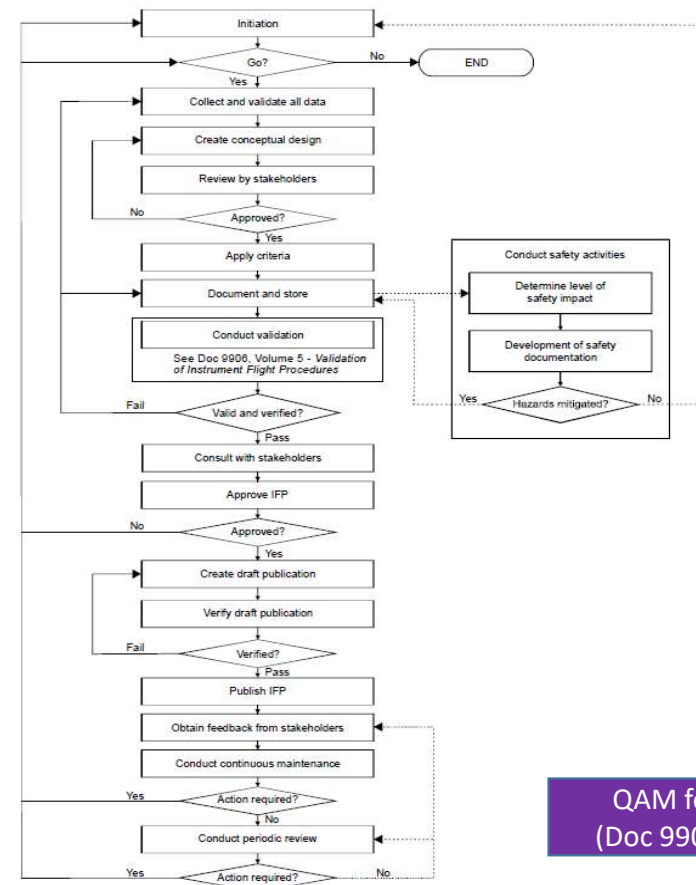 Initiation
Go?
No
END
Yes
Collect and validate all data
Create conceptual design
Review by stakeholders
No
Approved?
Yes
Apply criteria
Document and store
Conduct validation
See Doc 9906, Volume 5 - Validation
of Instrument Flight Procedures
Fail
Valid and verified?
Pass
Consult with stakeholders
Approve IFP
No
Approved?
Yes
Create draft publication
Verify draft publication
Fail
Verified?
Pass
Publish IFP
Obtain feedback from stakeholders
Conduct continuous maintenance
Yes
Action required?
No
Conduct periodic review
Yes
Action required?
No
Conduct safety activities
Determine level of
safety impact
Development of safety
documentation
Yes
Hazards mitigated?
No
QAM
(Doc